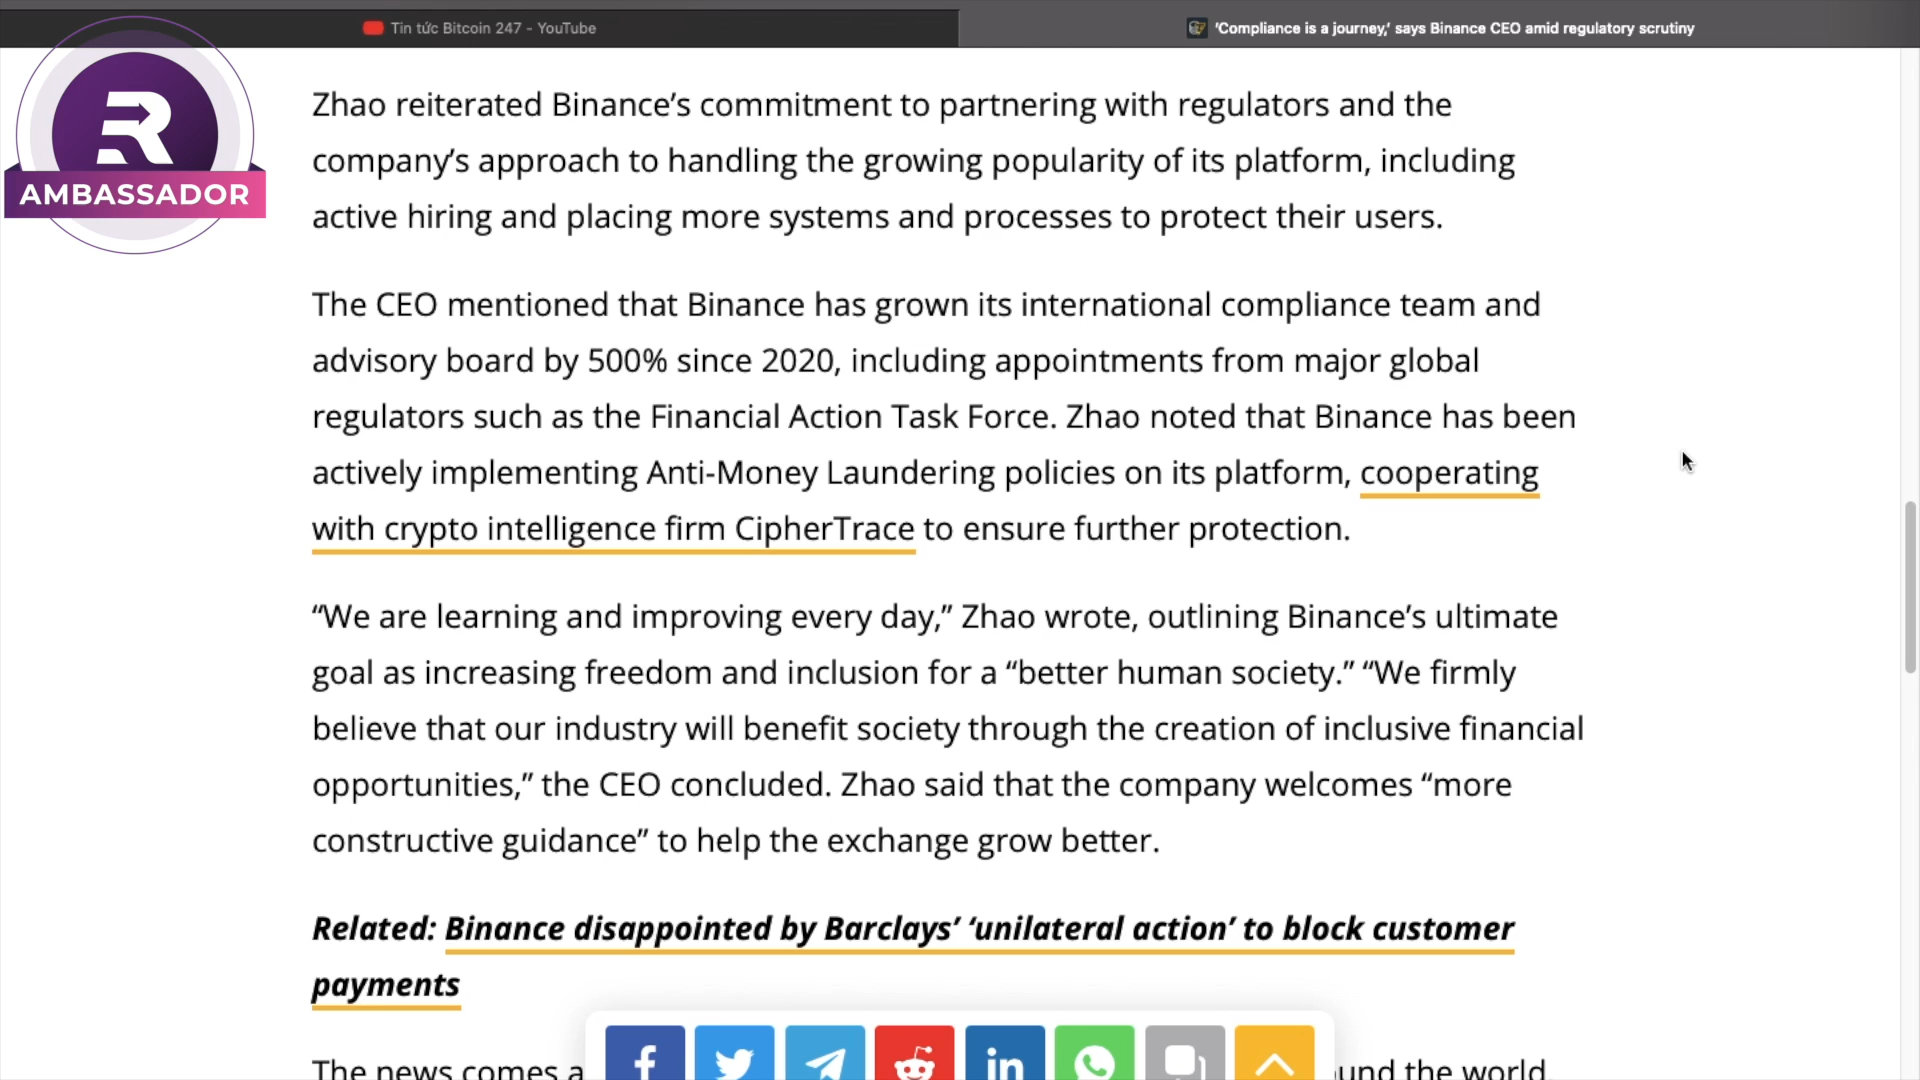 Tin tức Bitcoin 247 - YouTube
'Compliance is a journey,' says Binance CEO amid regulatory scrutiny
AMBASSADOR
Zhao reiterated Binance’s commitment to partnering with regulators and the
company’s approach to handling the growing popularity of its platform, including
active hiring and placing more systems and processes to protect their users.
The CEO mentioned that Binance has grown its international compliance team and
advisory board by 500% since 2020, including appointments from major global
regulators such as the Financial Action Task Force. Zhao noted that Binance has been
actively implementing Anti-Money Laundering policies on its platform, cooperating
with crypto intelligence firm CipherTrace to ensure further protection.
“We are learning and improving every day,” Zhao wrote, outlining Binance’s ultimate
goal as increasing freedom and inclusion for a “better human society.” “We firmly
believe that our industry will benefit society through the creation of inclusive financial
opportunities,” the CEO concluded. Zhao said that the company welcomes “more
constructive guidance” to help the exchange grow better.
Related: Binance disappointed by Barclays’ ‘unilateral action’ to block customer
payments
The news comes a und the world